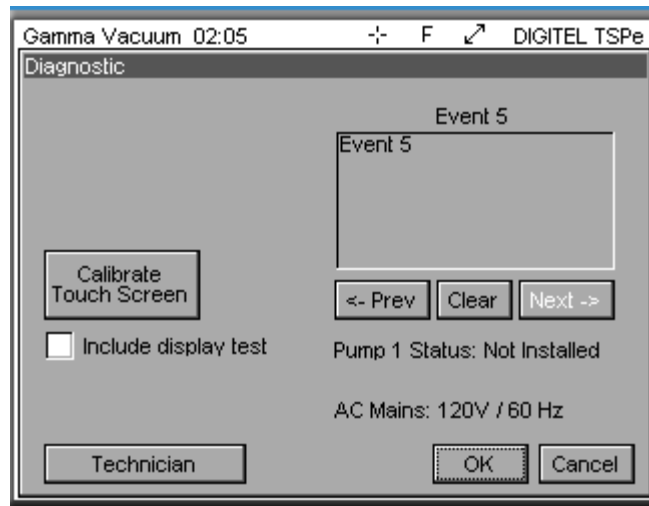 Gamma Vacuum 02:05 F DIGITEL TSPe
Diagnostic
Event 5
Event 5
Calibrate
Touch Screen
<- Prev Clear Next ->
Include display test
Pump 1 Status: Not Installed
AC Mains: 120V / 60 Hz
Technician OK Cancel